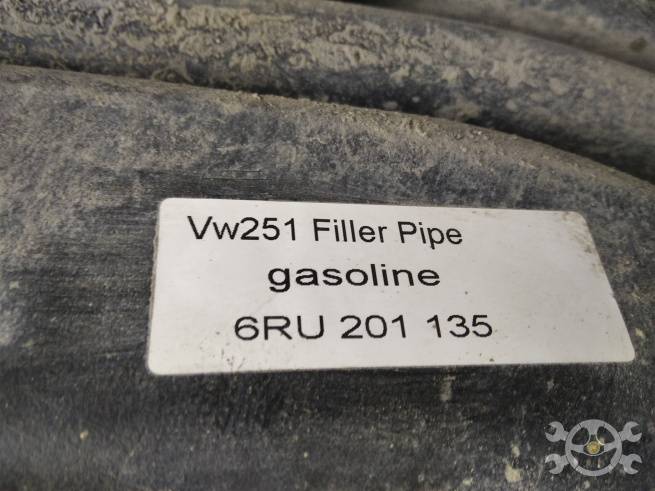 Vw251 Filler Pipe
gasoline
6RU 201 135